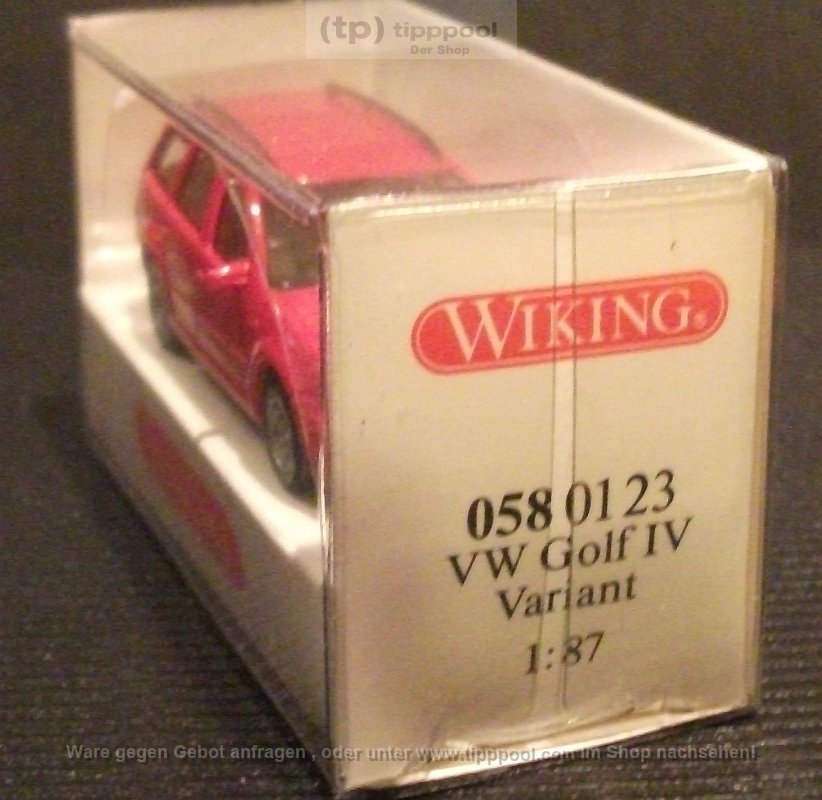 (tp) tipppool
Der Shop
WIKING®
058 01 23
VW Golf IV
Variant
1:87
Ware gegen Gebot anfragen , oder unter www.tipppool.com im Shop nachsehen!